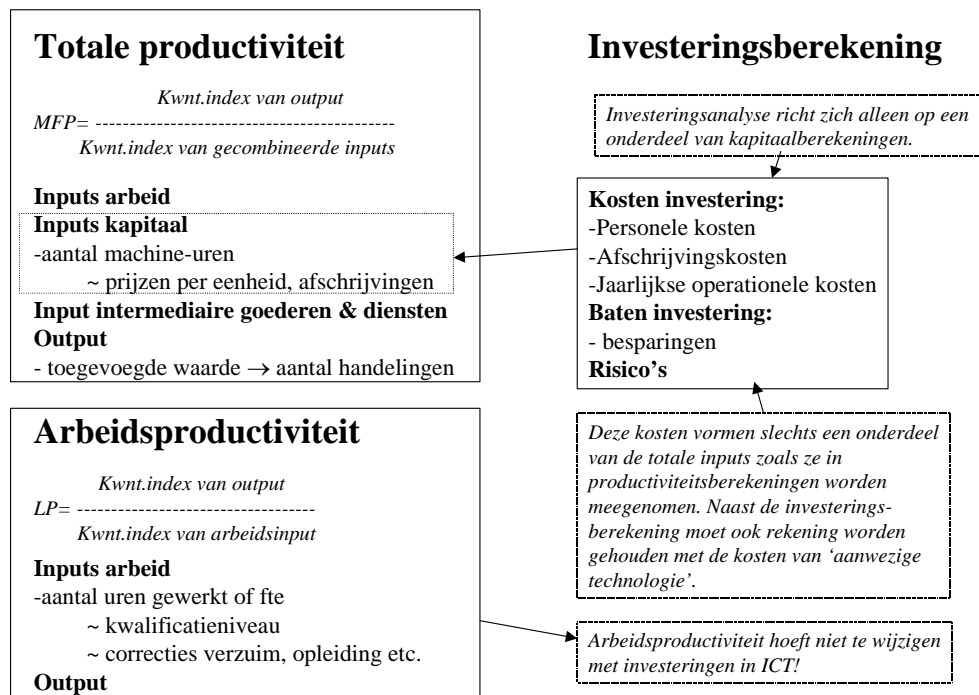 Totale productiviteit
Kwnt.index van output
MFP= --------------------------------------------
Kwnt.index van gecombineerde inputs
Inputs arbeid
Inputs kapitaal
-aantal machine-uren
~ prijzen per eenheid, afschrijvingen
Input intermediaire goederen & diensten
Output
- toegevoegde waarde → aantal handelingen
Arbeidsproductiviteit
Kwnt.index van output
LP= -----------------------------------
Kwnt.index van arbeidsinput
Inputs arbeid
-aantal uren gewerkt of fte
~ kwalificatieniveau
~ correcties verzuim, opleiding etc.
Output
Investeringsberekening
Investeringsanalyse richt zich alleen op een
onderdeel van kapitaalberekeningen.
Kosten investering:
-Personele kosten
-Afschrijvingskosten
-Jaarlijkse operationele kosten
Baten investering:
- besparingen
Risico's
Deze kosten vormen slechts een onderdeel
van de totale inputs zoals ze in
productiviteitsberekeningen worden
meegenomen. Naast de investerings-
berekening moet ook rekening worden
gehouden met de kosten van 'aanwezige
technologie'.
Arbeidsproductiviteit hoeft niet te wijzigen
met investeringen in ICT!